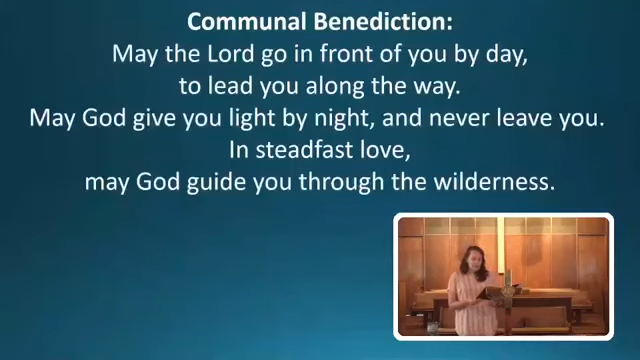 Communal Benediction:
May the Lord go in front of you by day,
to lead you along the way.
May God give you light by night, and never leave you.
In steadfast love,
may God guide you through the wilderness.